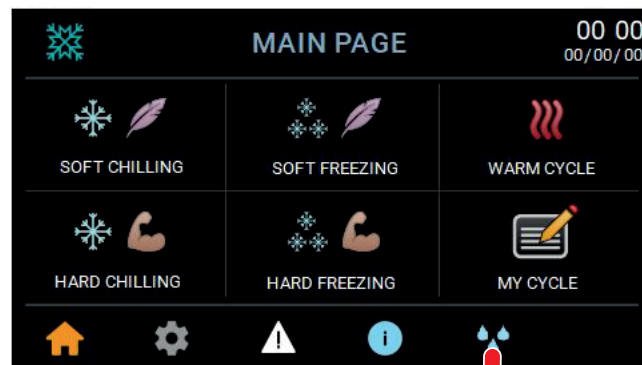 MAIN PAGE
00 00
00/00/00
SOFT CHILLING
SOFT FREEZING
WARM CYCLE
HARD CHILLING
HARD FREEZING
MY CYCLE